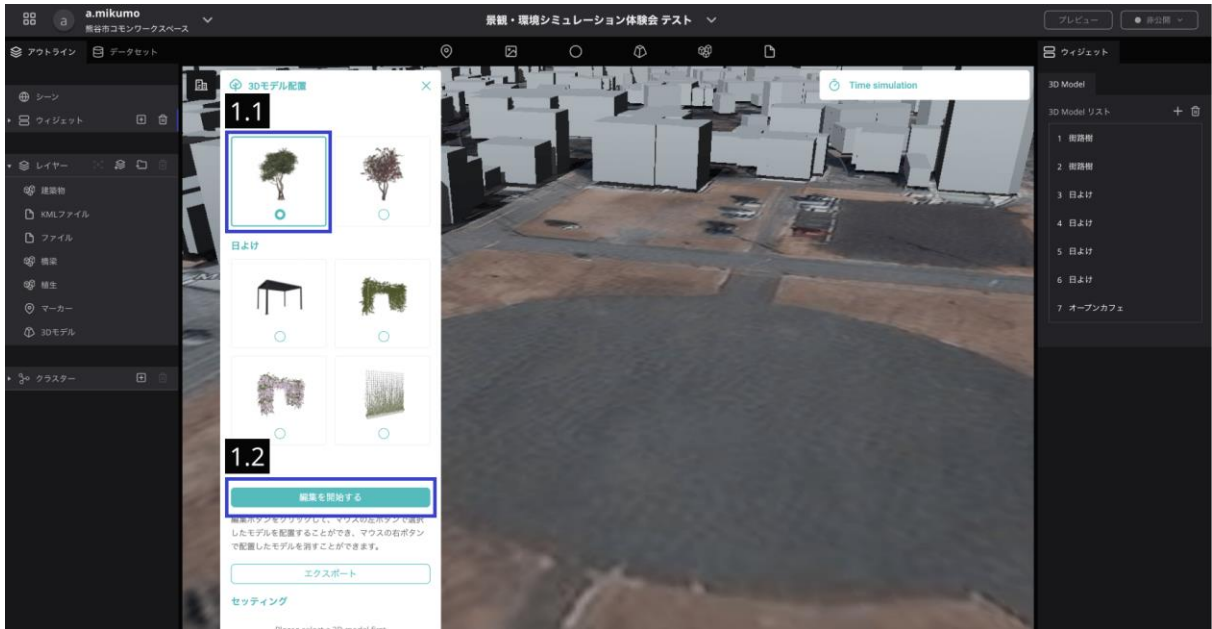 a
a.mikumo
熊谷市コモンワークスペース
景観・環境シミュレーション体験会 テスト
プレビュー
非公開
アウトライン
データセット
ウィジェット
シーン
ウィジェット
レイヤー
建築物
KMLファイル
ファイル
橋梁
植生
マーカー
3Dモデル
クラスター
3Dモデル配置
1.1
日よけ
1.2
編集を開始する
編集ボタンをクリックして、マウスの左ボタンで選択
したモデルを配置することができ、マウスの右ボタン
で配置したモデルを消すことができます。
エクスポート
セッティング
Please select a 3D model first
Time simulation
3D Model
3D Model リスト
1 街路樹
2 街路樹
3 日よけ
4 日よけ
5 日よけ
6 日よけ
7 オープンカフェ